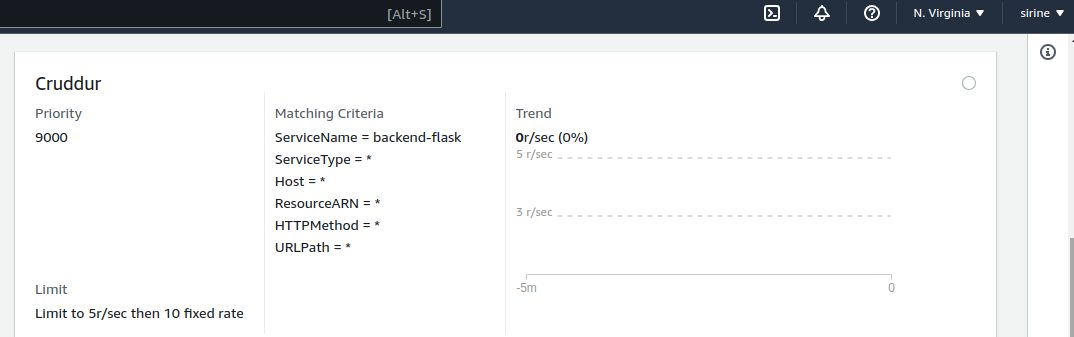 [Alt+S]
N. Virginia
sirine
Cruddur
Priority
9000
Matching Criteria
ServiceName = backend-flask
ServiceType = *
Host = *
ResourceARN = *
HTTPMethod = *
URLPath = *
Trend
0r/sec (0%)
5 r/sec
3 r/sec
-5m
0
Limit
Limit to 5r/sec then 10 fixed rate